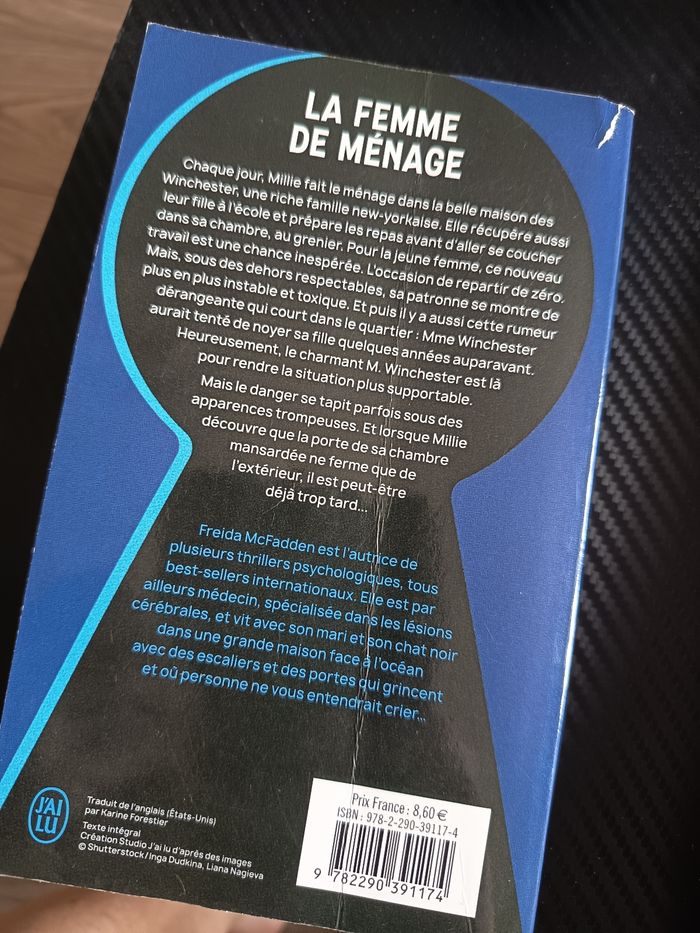 LA FEMME
DE MÉNAGE
Chaque jour, Millie fait le ménage dans la belle maison des
Winchester, une riche famille new-yorkaise. Elle récupère aussi
leur fille à l'école et prépare les repas avant d'aller se coucher
dans sa chambre, au grenier. Pour la jeune femme, ce nouveau
travail est une chance inespérée. L'occasion de repartir de zéro.
Mais, sous des dehors respectables, sa patronne se montre de
plus en plus instable et toxique. Et puis il y a aussi cette rumeur
dérangeante qui court dans le quartier : Mme Winchester
aurait tenté de noyer sa fille quelques années auparavant.
Heureusement, le charmant M. Winchester est là
pour rendre la situation plus supportable.
Mais le danger se tapit parfois sous des
apparences trompeuses. Et lorsque Millie
découvre que la porte de sa chambre
mansardée ne ferme que de
l'extérieur, il est peut-être
déjà trop tard...
Freida McFadden est l'autrice de
plusieurs thrillers psychologiques, tous
best-sellers internationaux. Elle est par
ailleurs médecin, spécialisée dans les lésions
cérébrales, et vit avec son mari et son chat noir
dans une grande maison face à l'océan
avec des escaliers et des portes qui grincent
et où personne ne vous entendrait crier...
J'AI
LU
Traduit de l'anglais (États-Unis)
par Karine Forestier
Texte intégral
Création Studio J'ai lu d'après des images
© Shutterstock / Inga Dudkina, Liana Nagieva
Prix France : 8,60 €
ISBN : 978-2-290-39117-4
9 782290 391174